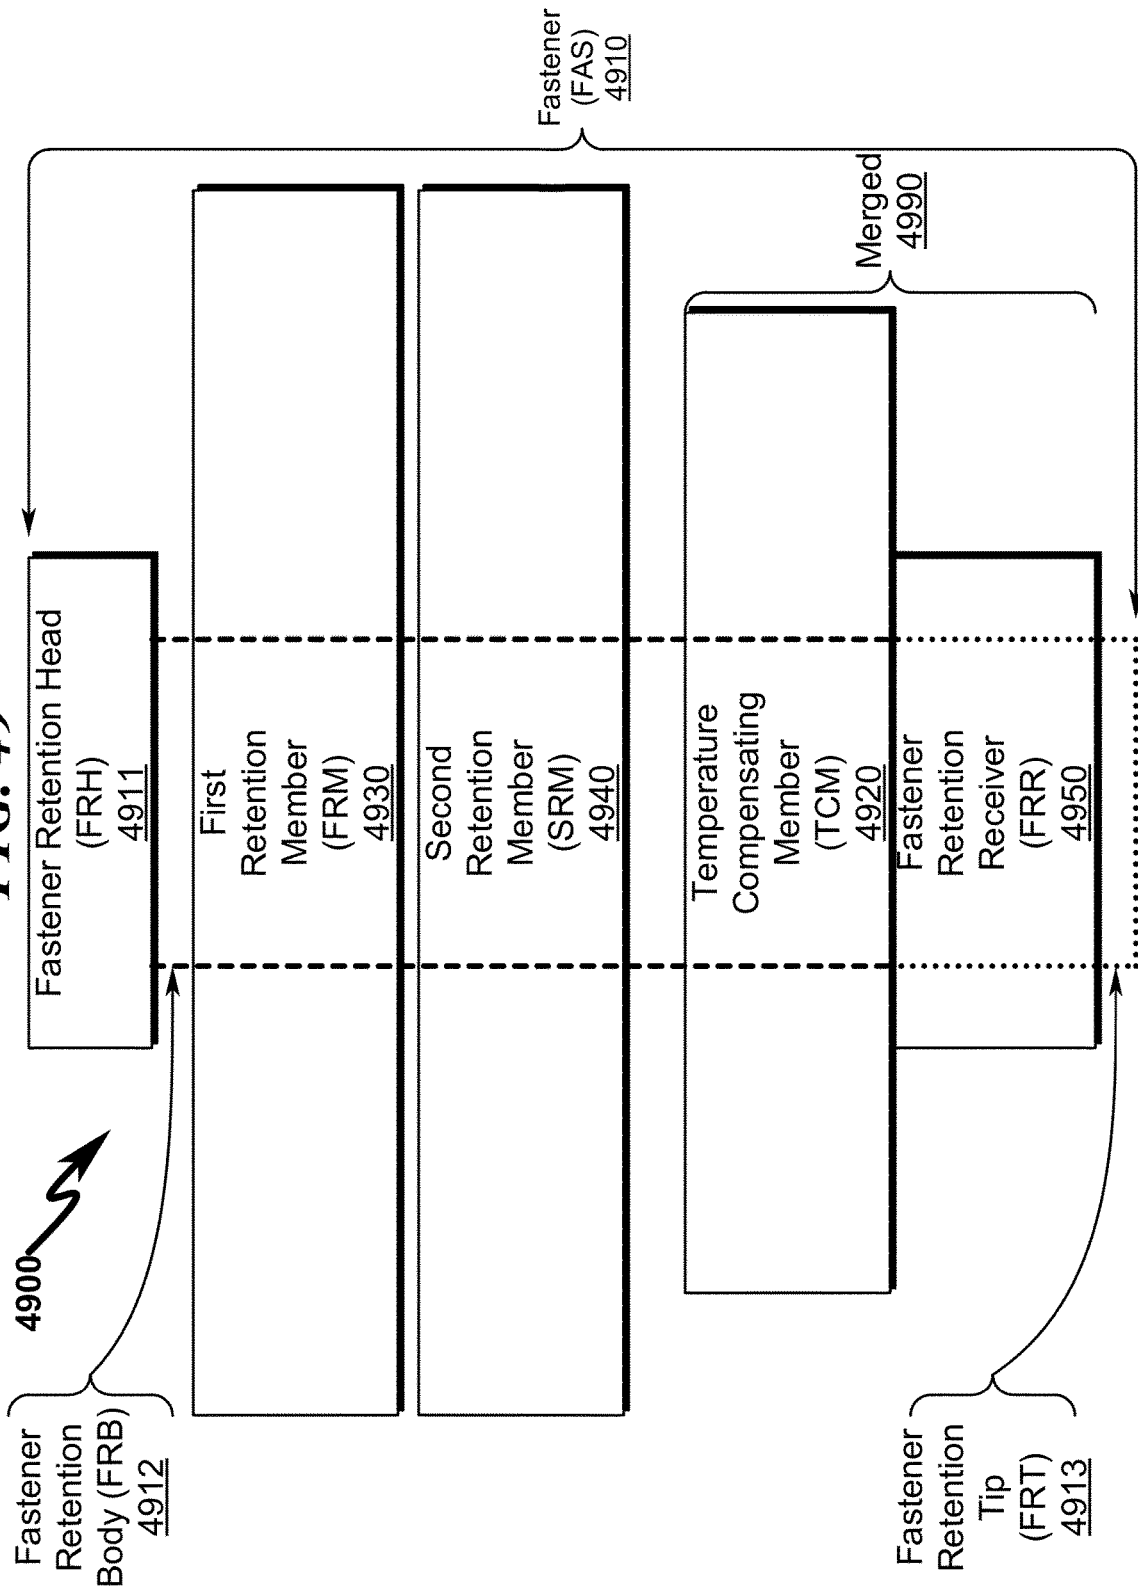 4900
Fastener
Retention
Body (FRB)
4912
Fastener Retention Head
(FRH)
4911
First
Retention
Member
(FRM)
4930
Second
Retention
Member
(SRM)
4940
Fastener
(FAS)
4910
Temperature
Compensating
Member
(TCM)
4920
Merged
4990
Fastener
Retention
Receiver
(FRR)
4950
Fastener
Retention
Tip
(FRT)
4913